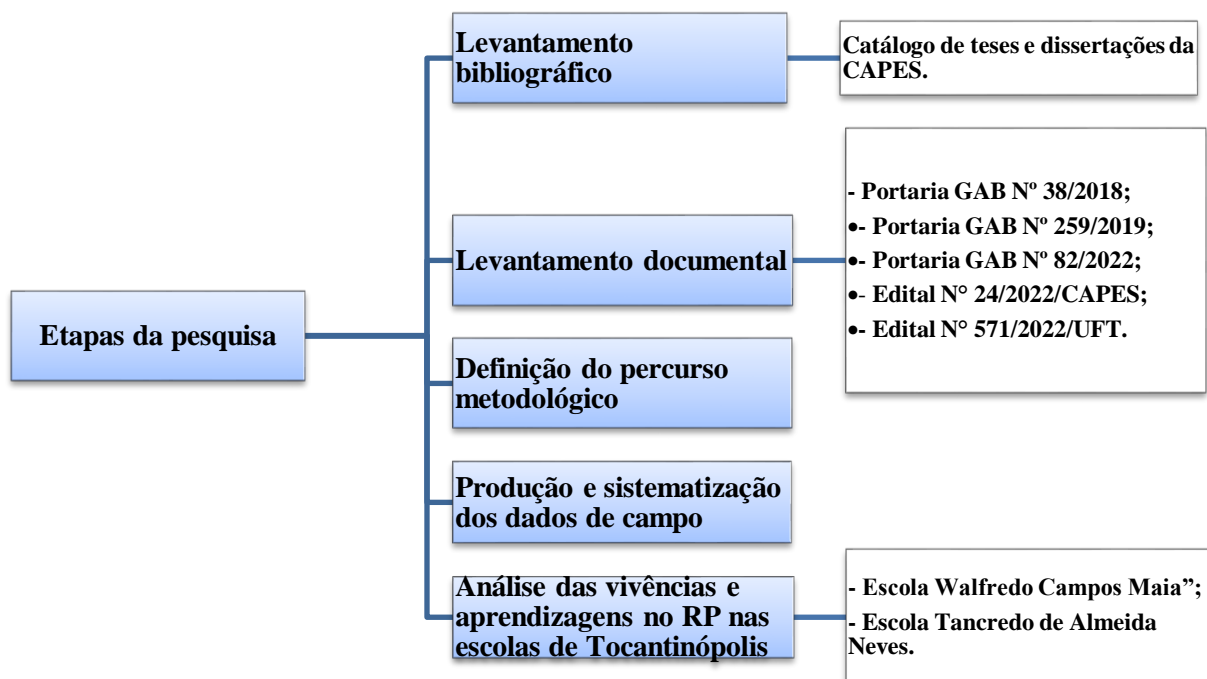 Etapas da pesquisa
Levantamento
bibliográfico
Catálogo de teses e dissertações da
CAPES.
Levantamento documental
- Portaria GAB Nº 38/2018;
•- Portaria GAB Nº 259/2019;
•- Portaria GAB Nº 82/2022;
•- Edital N° 24/2022/CAPES;
•- Edital N° 571/2022/UFT.
Definição do percurso
metodológico
Produção e sistematização
dos dados de campo
Análise das vivências e
aprendizagens no RP nas
escolas de Tocantinópolis
- Escola Walfredo Campos Maia”;
- Escola Tancredo de Almeida
Neves.